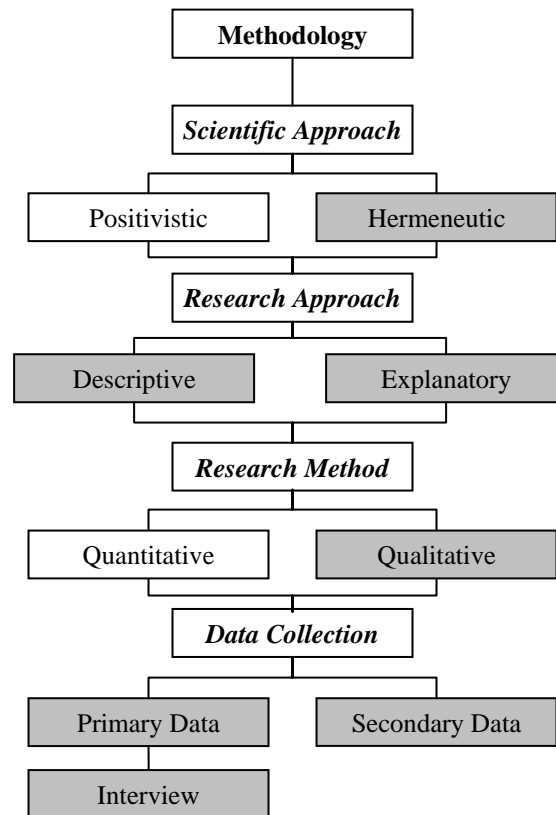 Methodology
Scientific Approach
Positivistic
Hermeneutic
Research Approach
Descriptive
Explanatory
Research Method
Quantitative
Qualitative
Data Collection
Primary Data
Secondary Data
Interview